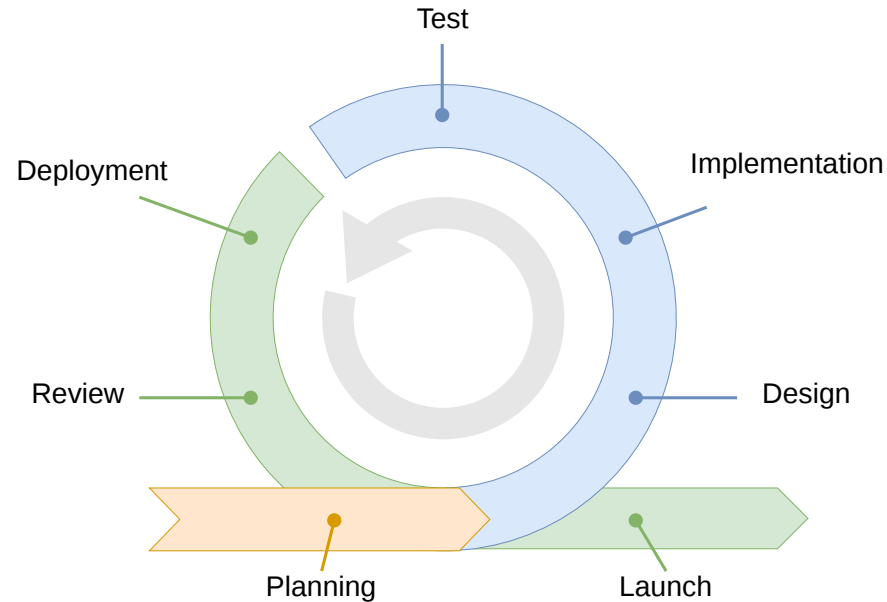 Test
Implementation
Deployment
Review
Design
Planning
Launch